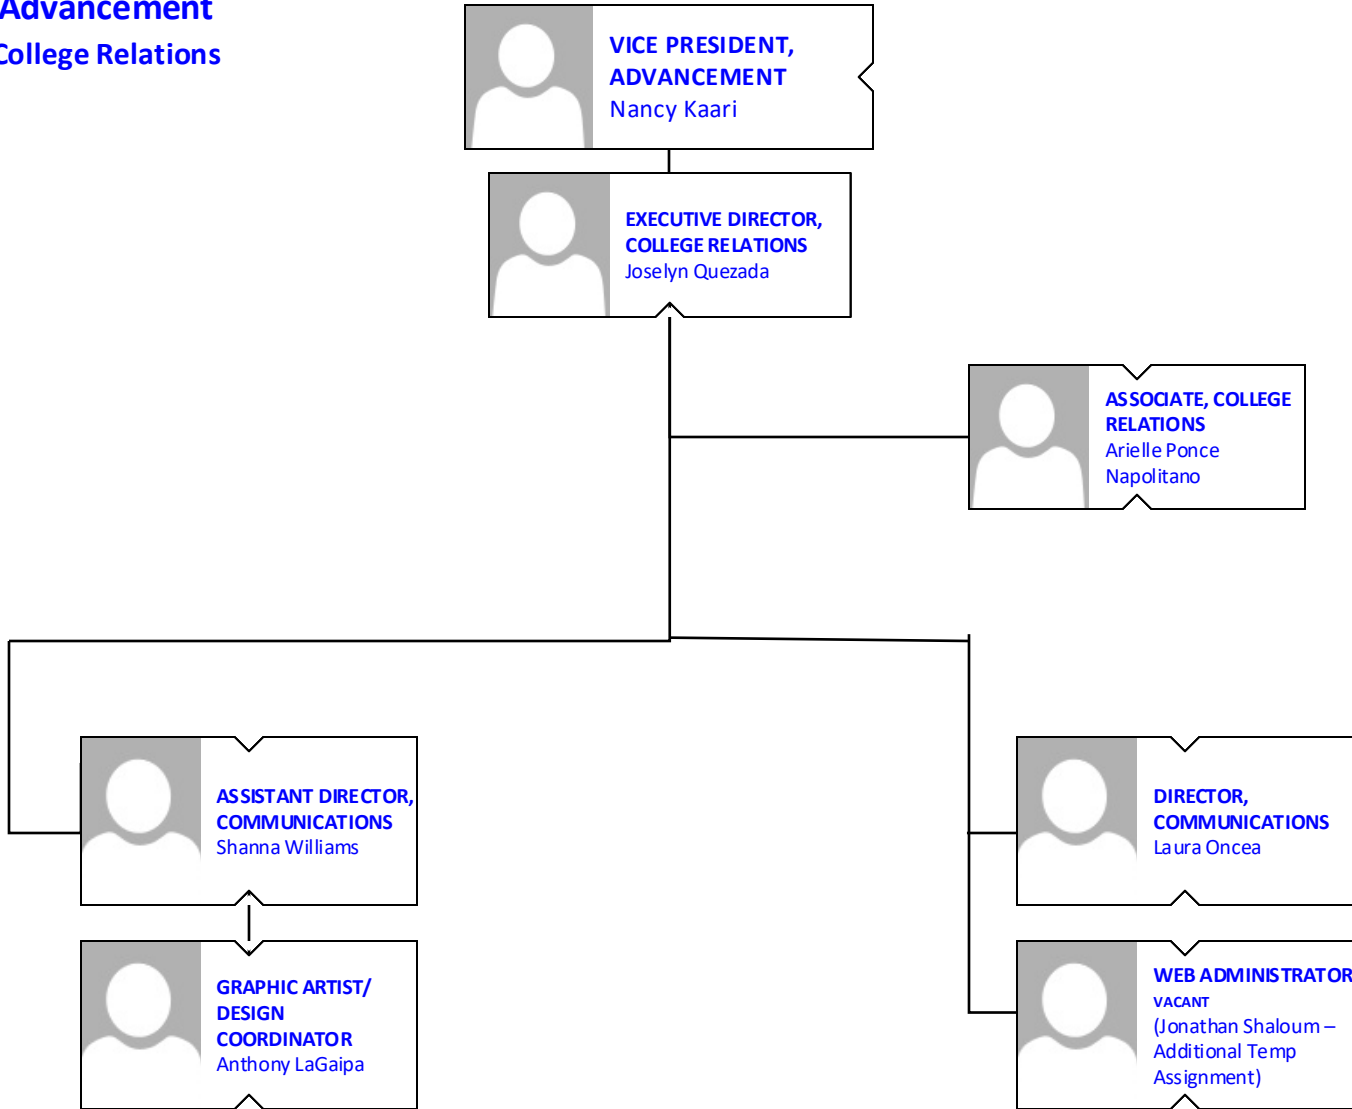 Advancement
College Relations
VICE PRESIDENT,
ADVANCEMENT
Nancy Kaari
EXECUTIVE DIRECTOR,
COLLEGE RELATIONS
Joselyn Quezada
ASSOCIATE, COLLEGE
RELATIONS
Arielle Ponce
Napolitano
ASSISTANT DIRECTOR,
COMMUNICATIONS
Shanna Williams
DIRECTOR,
COMMUNICATIONS
Laura Oncea
GRAPHIC ARTIST/
DESIGN
COORDINATOR
Anthony LaGaipa
WEB ADMINISTRATOR
VACANT
(Jonathan Shaloum –
Additional Temp
Assignment)